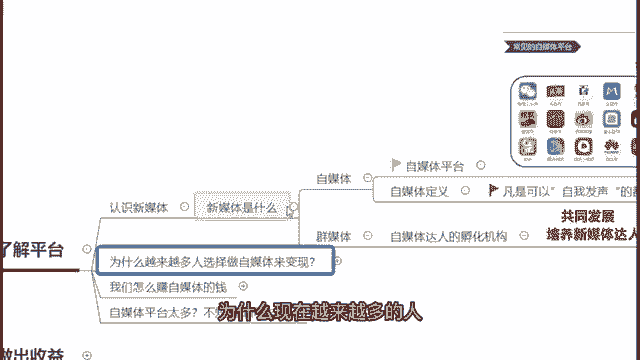 常见的自媒体平台
自媒体
自媒体平台
自媒体定义
凡是可以“自我发声”的
认识新媒体
新媒体是什么
共同发展
培养新媒体达人
群媒体
自媒体达人的孵化机构
了解平台
为什么越来越多人选择做自媒体来变现?
我们怎么赚自媒体的钱
自媒体平台太多?不
为什么现在越来越多的人
做出收益